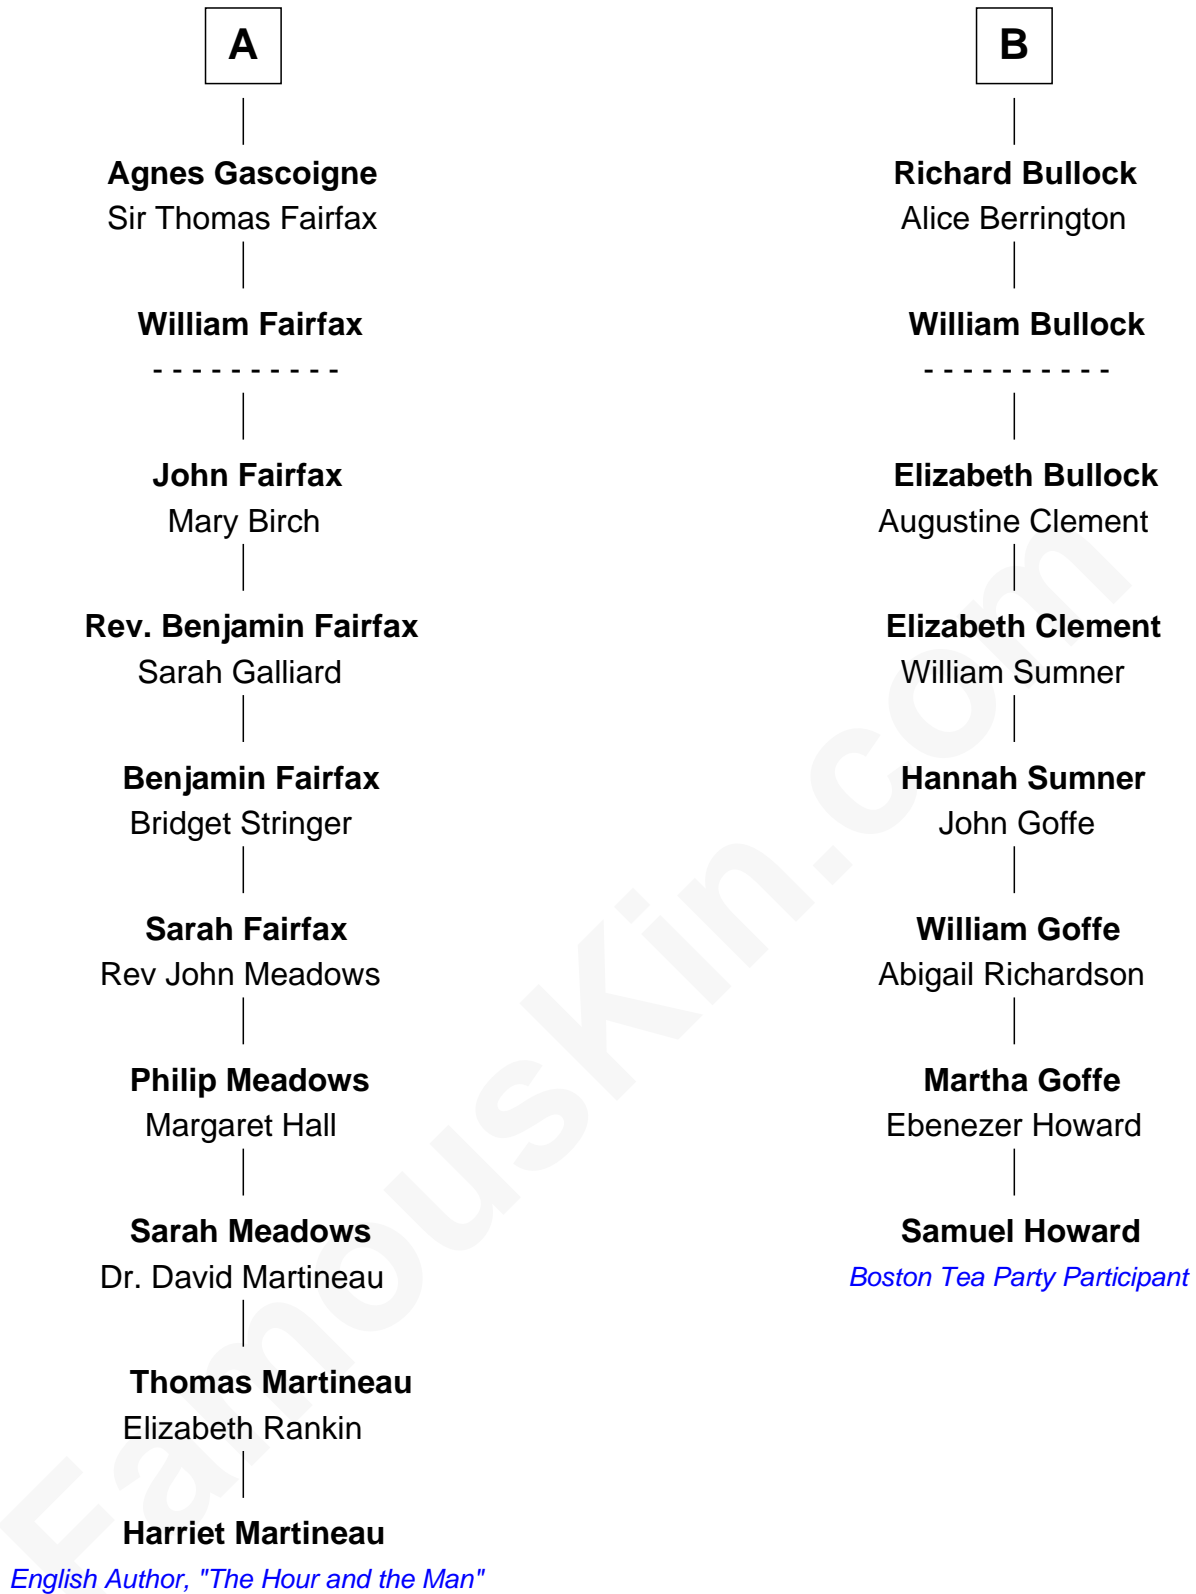 A
Agnes Gascoigne
Sir Thomas Fairfax
William Fairfax
- - - - - - - - - -
John Fairfax
Mary Birch
Rev. Benjamin Fairfax
Sarah Galliard
Benjamin Fairfax
Bridget Stringer
Sarah Fairfax
Rev John Meadows
Philip Meadows
Margaret Hall
Sarah Meadows
Dr. David Martineau
Thomas Martineau
Elizabeth Rankin
Harriet Martineau
English Author, "The Hour and the Man"
B
Richard Bullock
Alice Berrington
William Bullock
- - - - - - - - - -
Elizabeth Bullock
Augustine Clement
Elizabeth Clement
William Sumner
Hannah Sumner
John Goffe
William Goffe
Abigail Richardson
Martha Goffe
Ebenezer Howard
Samuel Howard
Boston Tea Party Participant
FamousKin.com